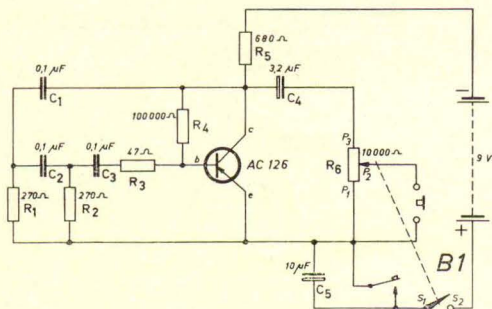 680 Ω
R5
0,1 μF
C1
3,2 μF
C4
100000 Ω
R4
c
0,1 μF
C2
0,1 μF
C3
47 Ω
R3
b
AC 126
e
P3
10000 Ω
R6
P2
P1
−
9 V
+
270 Ω
R1
270 Ω
R2
10 μF
C5
B1
S1
S2